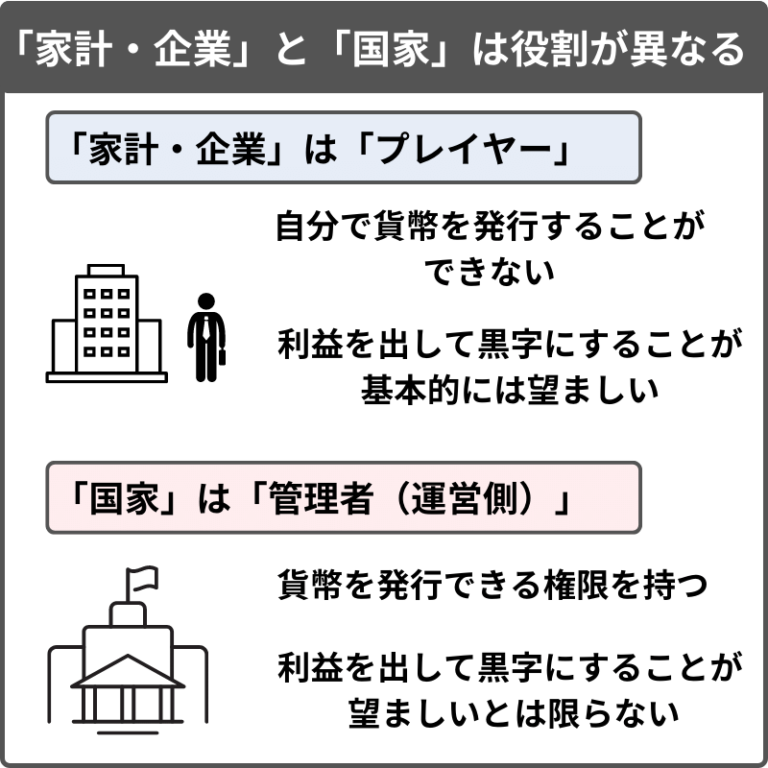 「家計・企業」と「国家」は役割が異なる
「家計・企業」は「プレイヤー」
自分で貨幣を発行することが
できない
利益を出して黒字にすることが
基本的には望ましい
「国家」は「管理者（運営側）」
貨幣を発行できる権限を持つ
利益を出して黒字にすることが
望ましいとは限らない